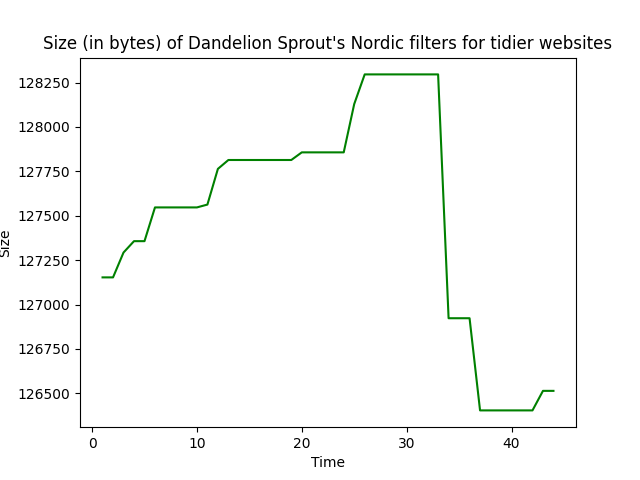 Size (in bytes) of Dandelion Sprout's Nordic filters for tidier websites
128250
128000
127750
127500
127250
127000
126750
126500
Size
0 10 20 30 40
Time